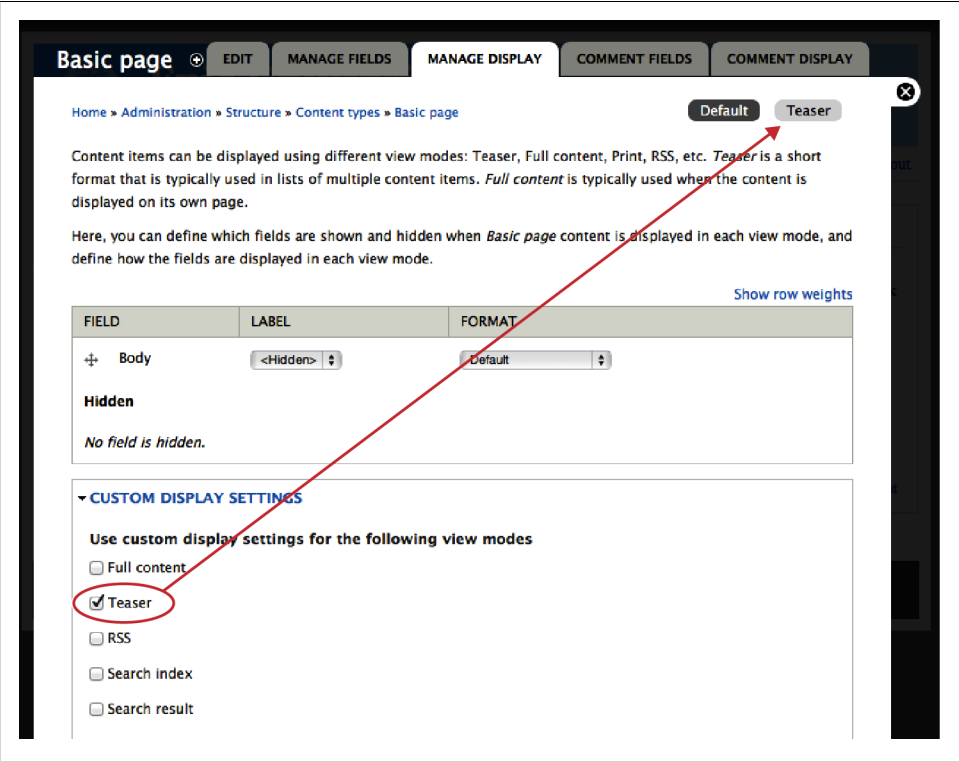 Basic page
EDIT
MANAGE FIELDS
MANAGE DISPLAY
COMMENT FIELDS
COMMENT DISPLAY
Home » Administration » Structure » Content types » Basic page
Default
Teaser
Content items can be displayed using different view modes: Teaser, Full content, Print, RSS, etc. Teaser is a short
format that is typically used in lists of multiple content items. Full content is typically used when the content is
displayed on its own page.
Here, you can define which fields are shown and hidden when Basic page content is displayed in each view mode, and
define how the fields are displayed in each view mode.
Show row weights
FIELD LABEL FORMAT
Body <Hidden> Default
Hidden
No field is hidden.
CUSTOM DISPLAY SETTINGS
Use custom display settings for the following view modes
Full content
Teaser
RSS
Search index
Search result